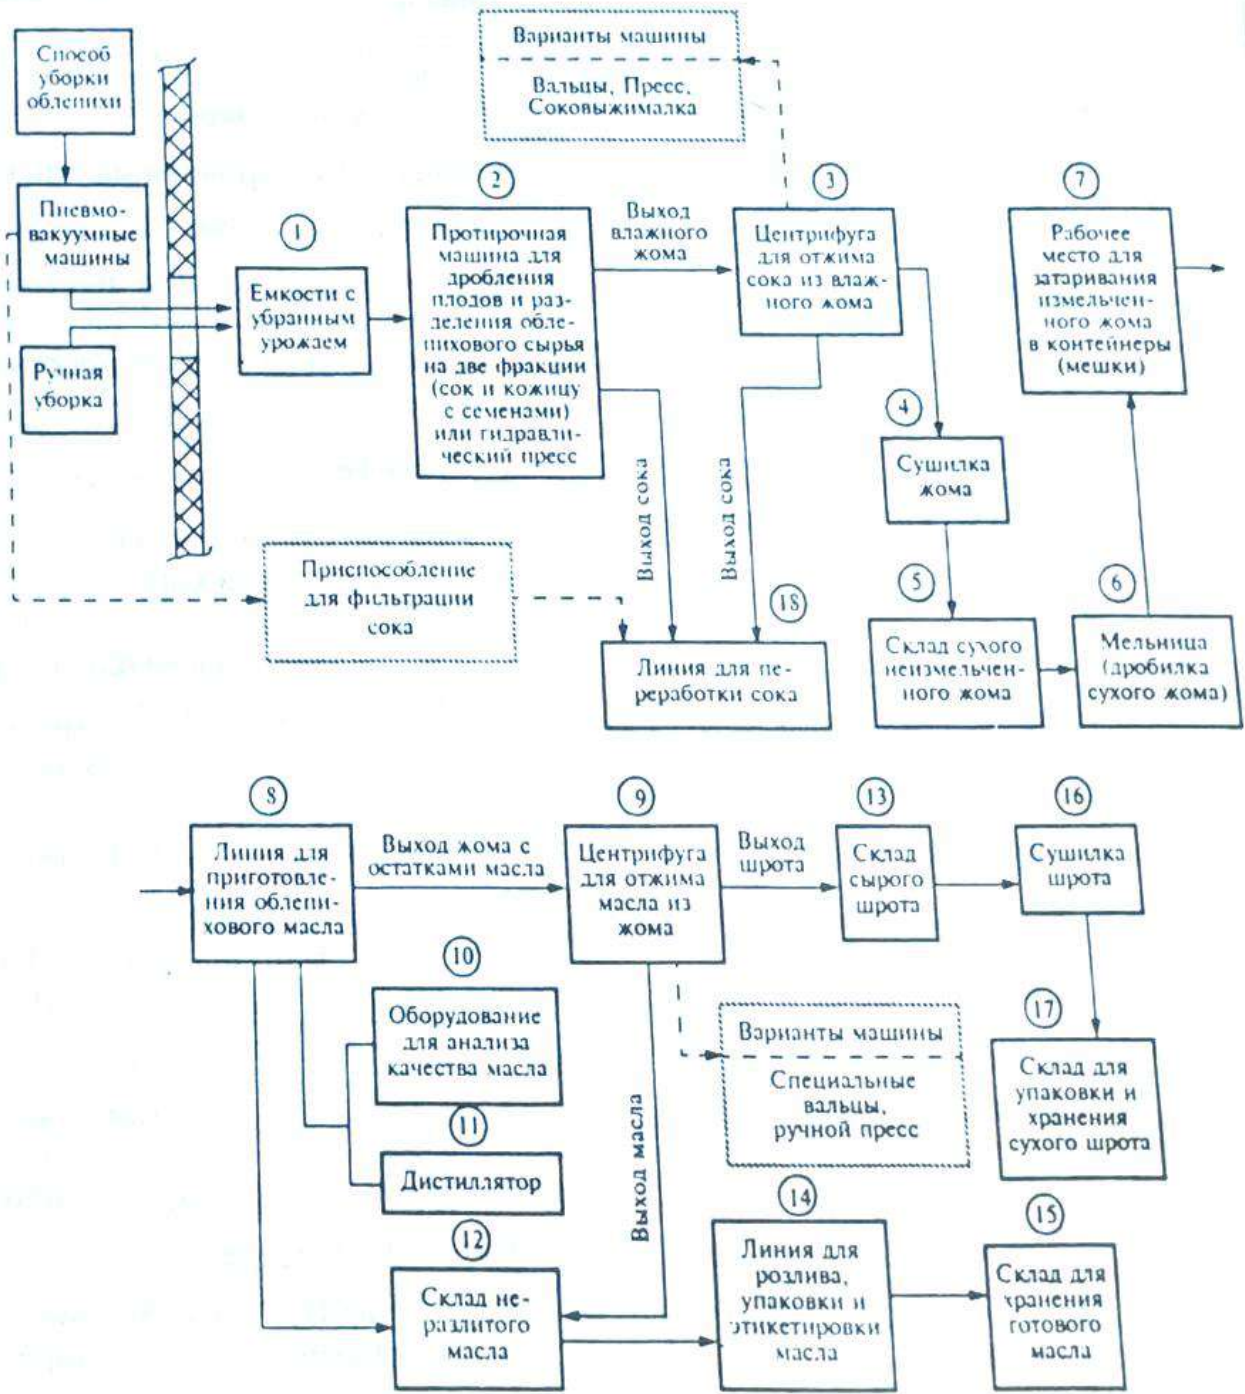 Способ
уборки
облепихи
Пневмо-
вакуумные
машины
Ручная
уборка
1
Емкости с
убранным
урожаем
2
Протирочная
машина для
дробления
плодов и раз-
деления обле-
пихового сырья
на две фракции
(сок и кожицу
с семенами)
или гидравли-
ческий пресс
Выход
влажного
жома
Варианты машины
Вальцы, Пресс,
Соковыжималка
3
Центрифуга
для отжима
сока из влаж-
ного жома
7
Рабочее
место для
затаривания
измельчен-
ного жома
в контейнеры
(мешки)
4
Сушилка
жома
Выход сока
Выход сока
Приспособление
для фильтрации
сока
18
Линия для пе-
реработки сока
5
Склад сухого
неизмельчен-
ного жома
6
Мельница
(дробилка
сухого жома)
8
Линия для
приготовле-
ния облепи-
хового масла
Выход жома с
остатками масла
9
Центрифуга
для отжима
масла из
жома
Выход
шрота
13
Склад
сырого
шрота
16
Сушилка
шрота
10
Оборудование
для анализа
качества масла
11
Дистиллятор
Выход масла
Варианты машины
Специальные
вальцы,
ручной пресс
17
Склад для
упаковки и
хранения
сухого шрота
12
Склад не-
разлитого
масла
14
Линия для
розлива,
упаковки и
этикетировки
масла
15
Склад для
хранения
готового
масла